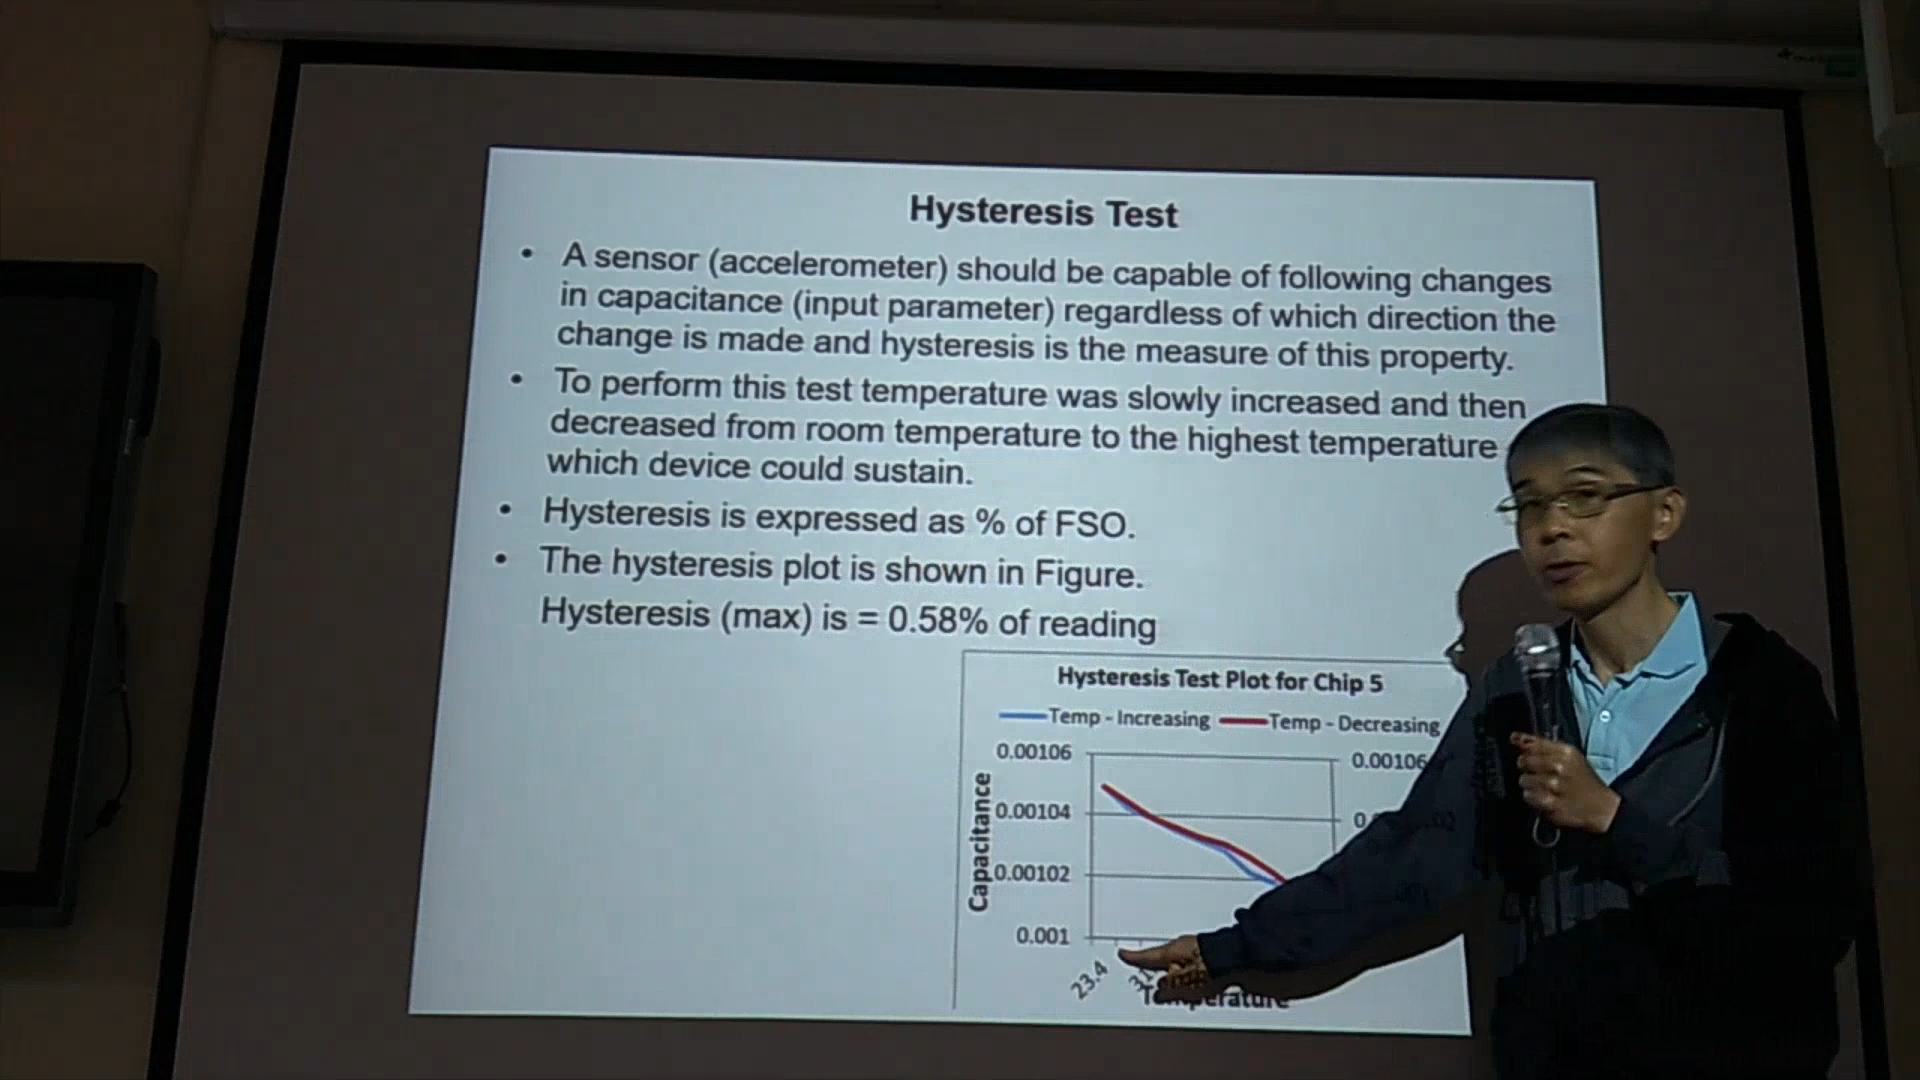 Hysteresis Test
• A sensor (accelerometer) should be capable of following changes
in capacitance (input parameter) regardless of which direction the
change is made and hysteresis is the measure of this property.
• To perform this test temperature was slowly increased and then
decreased from room temperature to the highest temperature
which device could sustain.
• Hysteresis is expressed as % of FSO.
• The hysteresis plot is shown in Figure.
Hysteresis (max) is = 0.58% of reading
Hysteresis Test Plot for Chip 5
Temp - Increasing Temp - Decreasing
0.00106 0.00106
0.00104
0.00102
0.001
Capacitance
23.4
Temperature